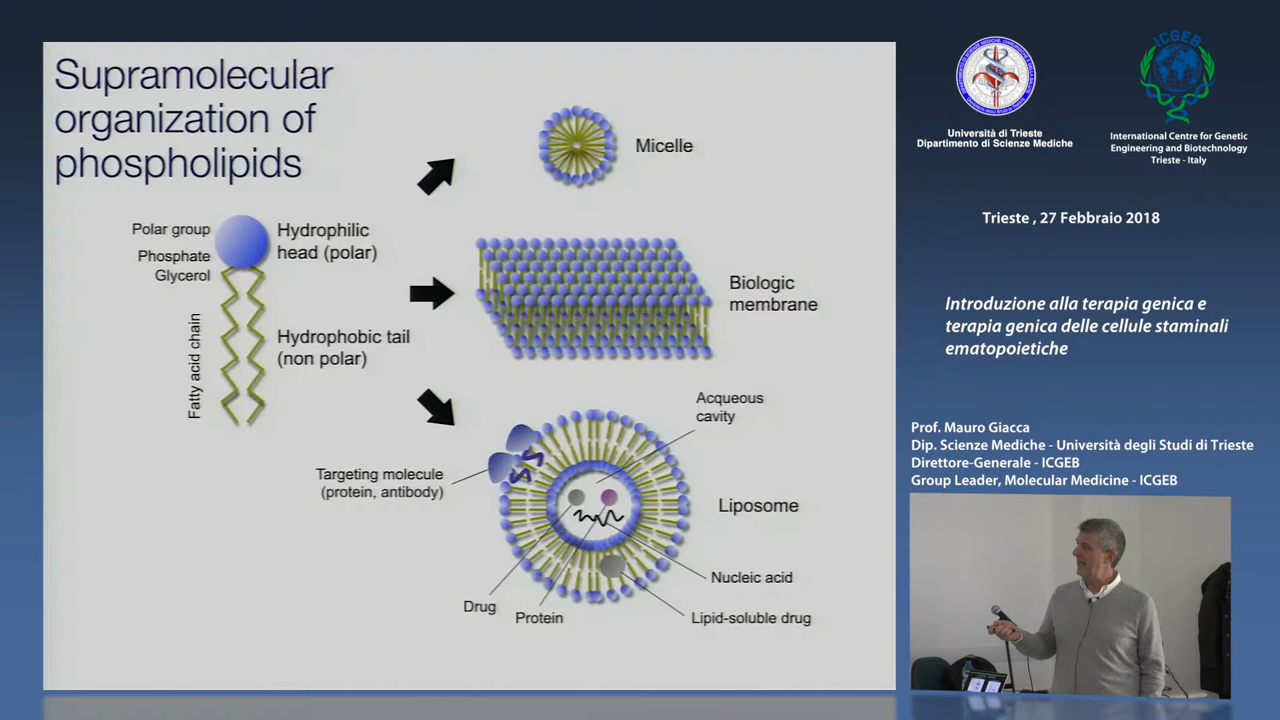 Supramolecular
organization of
phospholipids
Polar group
Phosphate
Glycerol
Hydrophilic
head (polar)
Fatty acid chain
Hydrophobic tail
(non polar)
Micelle
Biologic
membrane
Acqueous
cavity
Targeting molecule
(protein, antibody)
Liposome
Nucleic acid
Drug
Protein
Lipid-soluble drug
Università di Trieste
Dipartimento di Scienze Mediche
ICGEB
International Centre for Genetic
Engineering and Biotechnology
Trieste - Italy
Trieste , 27 Febbraio 2018
Introduzione alla terapia genica e
terapia genica delle cellule staminali
ematopoietiche
Prof. Mauro Giacca
Dip. Scienze Mediche - Università degli Studi di Trieste
Direttore-Generale - ICGEB
Group Leader, Molecular Medicine - ICGEB